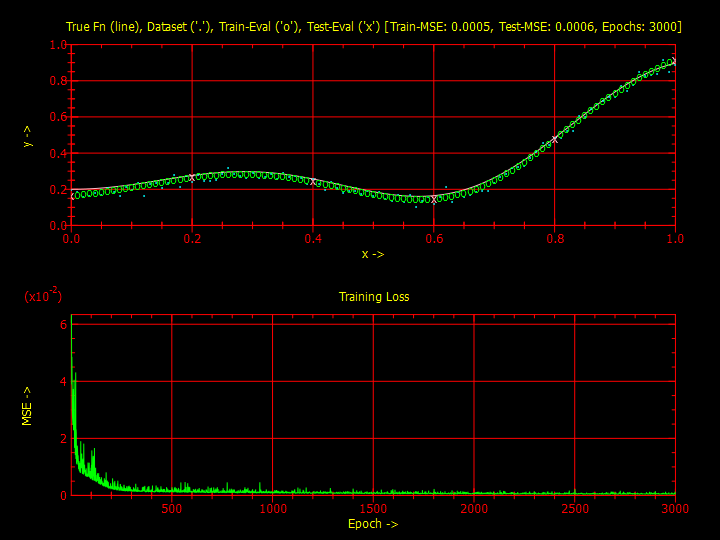 True Fn (line), Dataset ('.'), Train-Eval ('o'), Test-Eval ('x') [Train-MSE: 0.0005, Test-MSE: 0.0006, Epochs: 3000]
1.0
0.8
0.6
0.4
0.2
0.0
y ->
0.0 0.2 0.4 0.6 0.8 1.0
x ->
(x10^-2)
Training Loss
6
4
2
0
MSE ->
500 1000 1500 2000 2500 3000
Epoch ->